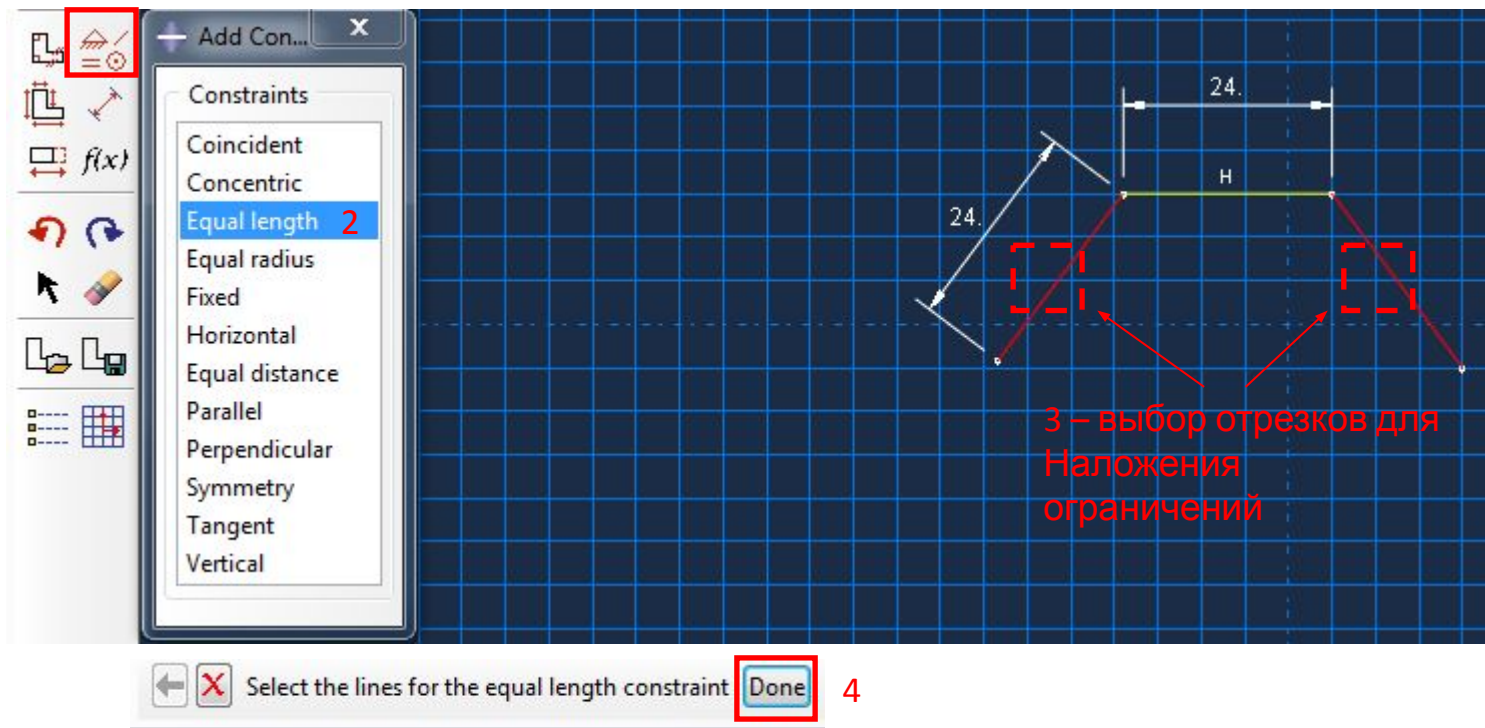 Add Con...
x
Constraints
Coincident
Concentric
Equal length 2
Equal radius
Fixed
Horizontal
Equal distance
Parallel
Perpendicular
Symmetry
Tangent
Vertical
f(x)
24.
H
24.
3 – выбор отрезков для
Наложения
ограничений
Select the lines for the equal length constraint Done 4